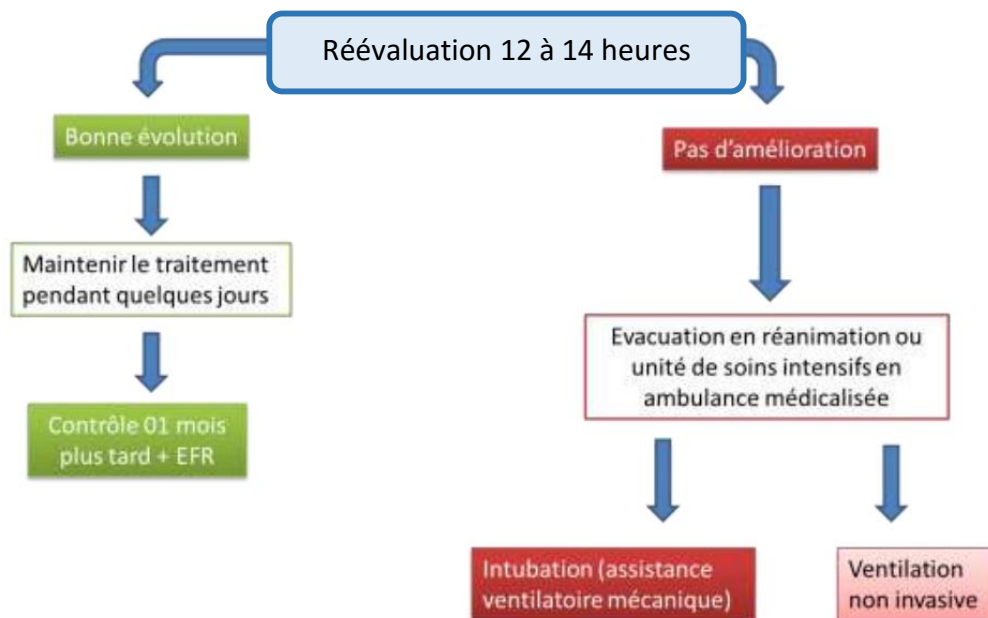 Réévaluation 12 à 14 heures
Bonne évolution
Pas d'amélioration
Maintenir le traitement
pendant quelques jours
Evacuation en réanimation ou
unité de soins intensifs en
ambulance médicalisée
Contrôle 01 mois
plus tard + EFR
Intubation (assistance
ventilatoire mécanique)
Ventilation
non invasive